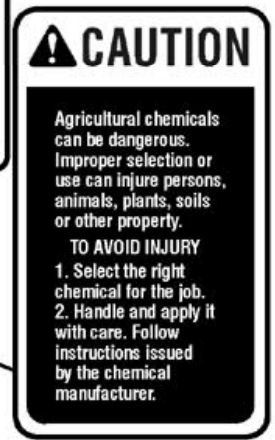 CAUTION
Agricultural chemicals
can be dangerous.
Improper selection or
use can injure persons,
animals, plants, soils
or other property.
TO AVOID INJURY
1. Select the right
chemical for the job.
2. Handle and apply it
with care. Follow
instructions issued
by the chemical
manufacturer.